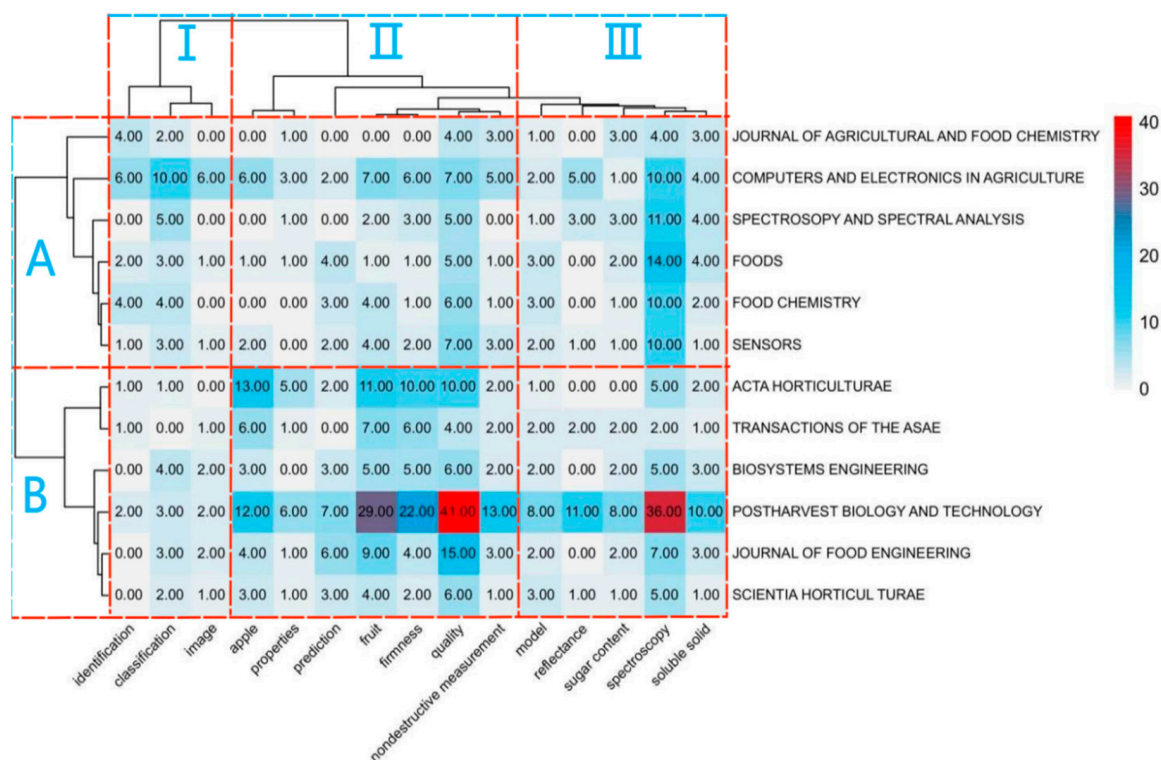 I II III
4.00 2.00 0.00 0.00 1.00 0.00 0.00 0.00 4.00 3.00 1.00 0.00 3.00 4.00 3.00 JOURNAL OF AGRICULTURAL AND FOOD CHEMISTRY
40
6.00 10.00 6.00 6.00 3.00 2.00 7.00 6.00 7.00 5.00 2.00 5.00 1.00 10.00 4.00 COMPUTERS AND ELECTRONICS IN AGRICULTURE
30
0.00 5.00 0.00 0.00 1.00 0.00 2.00 3.00 5.00 0.00 1.00 3.00 3.00 11.00 4.00 SPECTROSOPY AND SPECTRAL ANALYSIS
A
2.00 3.00 1.00 1.00 1.00 4.00 1.00 1.00 5.00 1.00 3.00 0.00 2.00 14.00 4.00 FOODS
20
4.00 4.00 0.00 0.00 0.00 3.00 4.00 1.00 6.00 1.00 3.00 0.00 1.00 10.00 2.00 FOOD CHEMISTRY
10
1.00 3.00 1.00 2.00 0.00 2.00 4.00 2.00 7.00 3.00 2.00 1.00 1.00 10.00 1.00 SENSORS
1.00 1.00 0.00 13.00 5.00 2.00 11.00 10.00 10.00 2.00 1.00 0.00 0.00 5.00 2.00 ACTA HORTICULTURAE
0
1.00 0.00 1.00 6.00 1.00 0.00 7.00 6.00 4.00 2.00 2.00 2.00 2.00 2.00 1.00 TRANSACTIONS OF THE ASAE
0.00 4.00 2.00 3.00 0.00 3.00 5.00 5.00 6.00 2.00 2.00 0.00 2.00 5.00 3.00 BIOSYSTEMS ENGINEERING
B
2.00 3.00 2.00 12.00 6.00 7.00 29.00 22.00 41.00 13.00 8.00 11.00 8.00 36.00 10.00 POSTHARVEST BIOLOGY AND TECHNOLOGY
0.00 3.00 2.00 4.00 1.00 6.00 9.00 4.00 15.00 3.00 2.00 0.00 2.00 7.00 3.00 JOURNAL OF FOOD ENGINEERING
0.00 2.00 1.00 3.00 1.00 3.00 4.00 2.00 6.00 1.00 3.00 1.00 1.00 5.00 1.00 SCIENTIA HORTICUL TURAE
identification
classification
image
apple
properties
prediction
fruit
firmness
quality
nondestructive measurement
model
reflectance
sugar content
spectroscopy
soluble solid